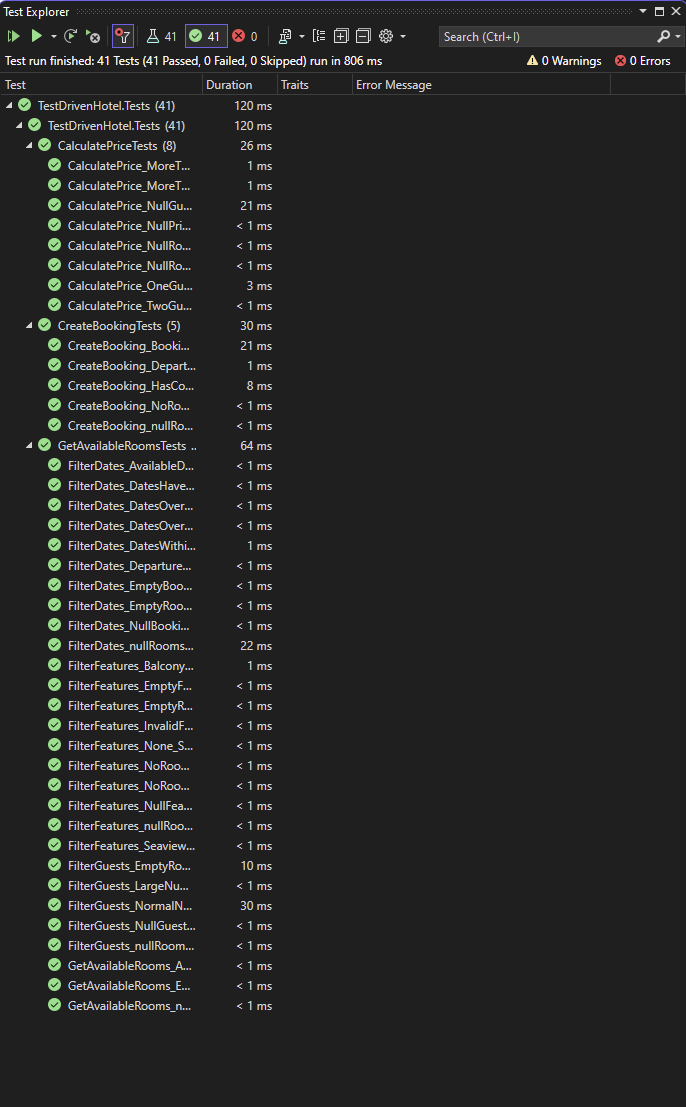 Test Explorer
41 41 0 Search (Ctrl+I)
Test run finished: 41 Tests (41 Passed, 0 Failed, 0 Skipped) run in 806 ms 0 Warnings 0 Errors
Test Duration Traits Error Message
TestDrivenHotel.Tests (41) 120 ms
TestDrivenHotel.Tests (41) 120 ms
CalculatePriceTests (8) 26 ms
CalculatePrice_MoreT... 1 ms
CalculatePrice_MoreT... 1 ms
CalculatePrice_NullGu... 21 ms
CalculatePrice_NullPri... < 1 ms
CalculatePrice_NullRo... < 1 ms
CalculatePrice_NullRo... < 1 ms
CalculatePrice_OneGu... 3 ms
CalculatePrice_TwoGu... < 1 ms
CreateBookingTests (5) 30 ms
CreateBooking_Booki... 21 ms
CreateBooking_Depart... 1 ms
CreateBooking_HasCo... 8 ms
CreateBooking_NoRo... < 1 ms
CreateBooking_nullRo... < 1 ms
GetAvailableRoomsTests .. 64 ms
FilterDates_AvailableD... < 1 ms
FilterDates_DatesHave... < 1 ms
FilterDates_DatesOver... < 1 ms
FilterDates_DatesOver... < 1 ms
FilterDates_DatesWithi... 1 ms
FilterDates_Departure... < 1 ms
FilterDates_EmptyBoo... < 1 ms
FilterDates_EmptyRoo... < 1 ms
FilterDates_NullBooki... < 1 ms
FilterDates_nullRooms... 22 ms
FilterFeatures_Balcony... 1 ms
FilterFeatures_EmptyF... < 1 ms
FilterFeatures_EmptyR... < 1 ms
FilterFeatures_InvalidF... < 1 ms
FilterFeatures_None_S... < 1 ms
FilterFeatures_NoRoo... < 1 ms
FilterFeatures_NoRoo... < 1 ms
FilterFeatures_NullFea... < 1 ms
FilterFeatures_nullRoo... < 1 ms
FilterFeatures_Seaview... < 1 ms
FilterGuests_EmptyRo... 10 ms
FilterGuests_LargeNu... < 1 ms
FilterGuests_NormalN... 30 ms
FilterGuests_NullGuest... < 1 ms
FilterGuests_nullRoom... < 1 ms
GetAvailableRooms_A... < 1 ms
GetAvailableRooms_E... < 1 ms
GetAvailableRooms_n... < 1 ms